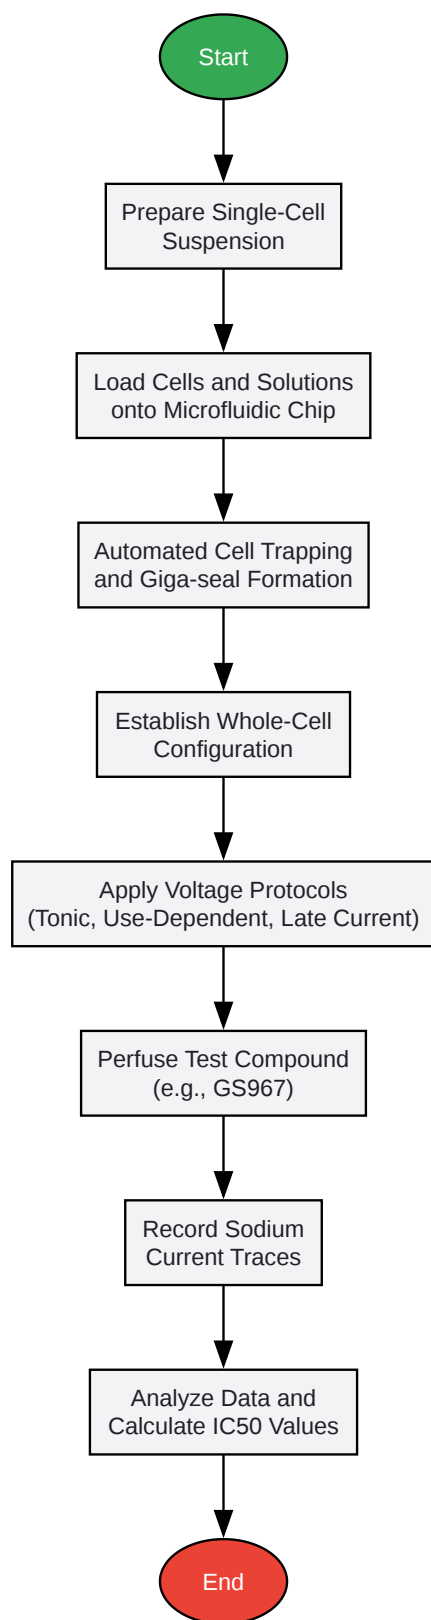 Start
Prepare Single-Cell
Suspension
Load Cells and Solutions
onto Microfluidic Chip
Automated Cell Trapping
and Giga-seal Formation
Establish Whole-Cell
Configuration
Apply Voltage Protocols
(Tonic, Use-Dependent, Late Current)
Perfuse Test Compound
(e.g., GS967)
Record Sodium
Current Traces
Analyze Data and
Calculate IC50 Values
End